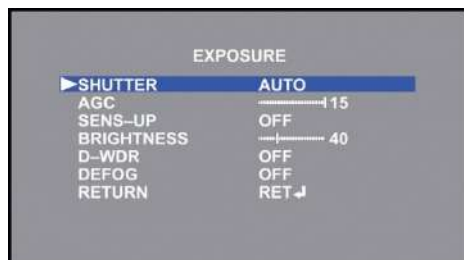 EXPOSURE
►SHUTTER AUTO
AGC 15
SENS–UP OFF
BRIGHTNESS 40
D–WDR OFF
DEFOG OFF
RETURN RET↲